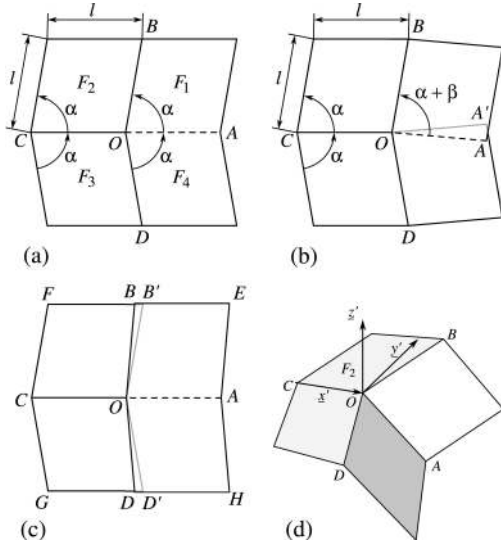 l
B
l
F₂
F₁
α
α
C
O
A
α
α
F₃
F₄
D
(a)
l
B
l
α
α + β
A'
C
O
A
α
D
(b)
F
B B'
E
C
O
A
G
D D'
H
(c)
z'
B
y'
F₂
C
x'
O
D
A
(d)